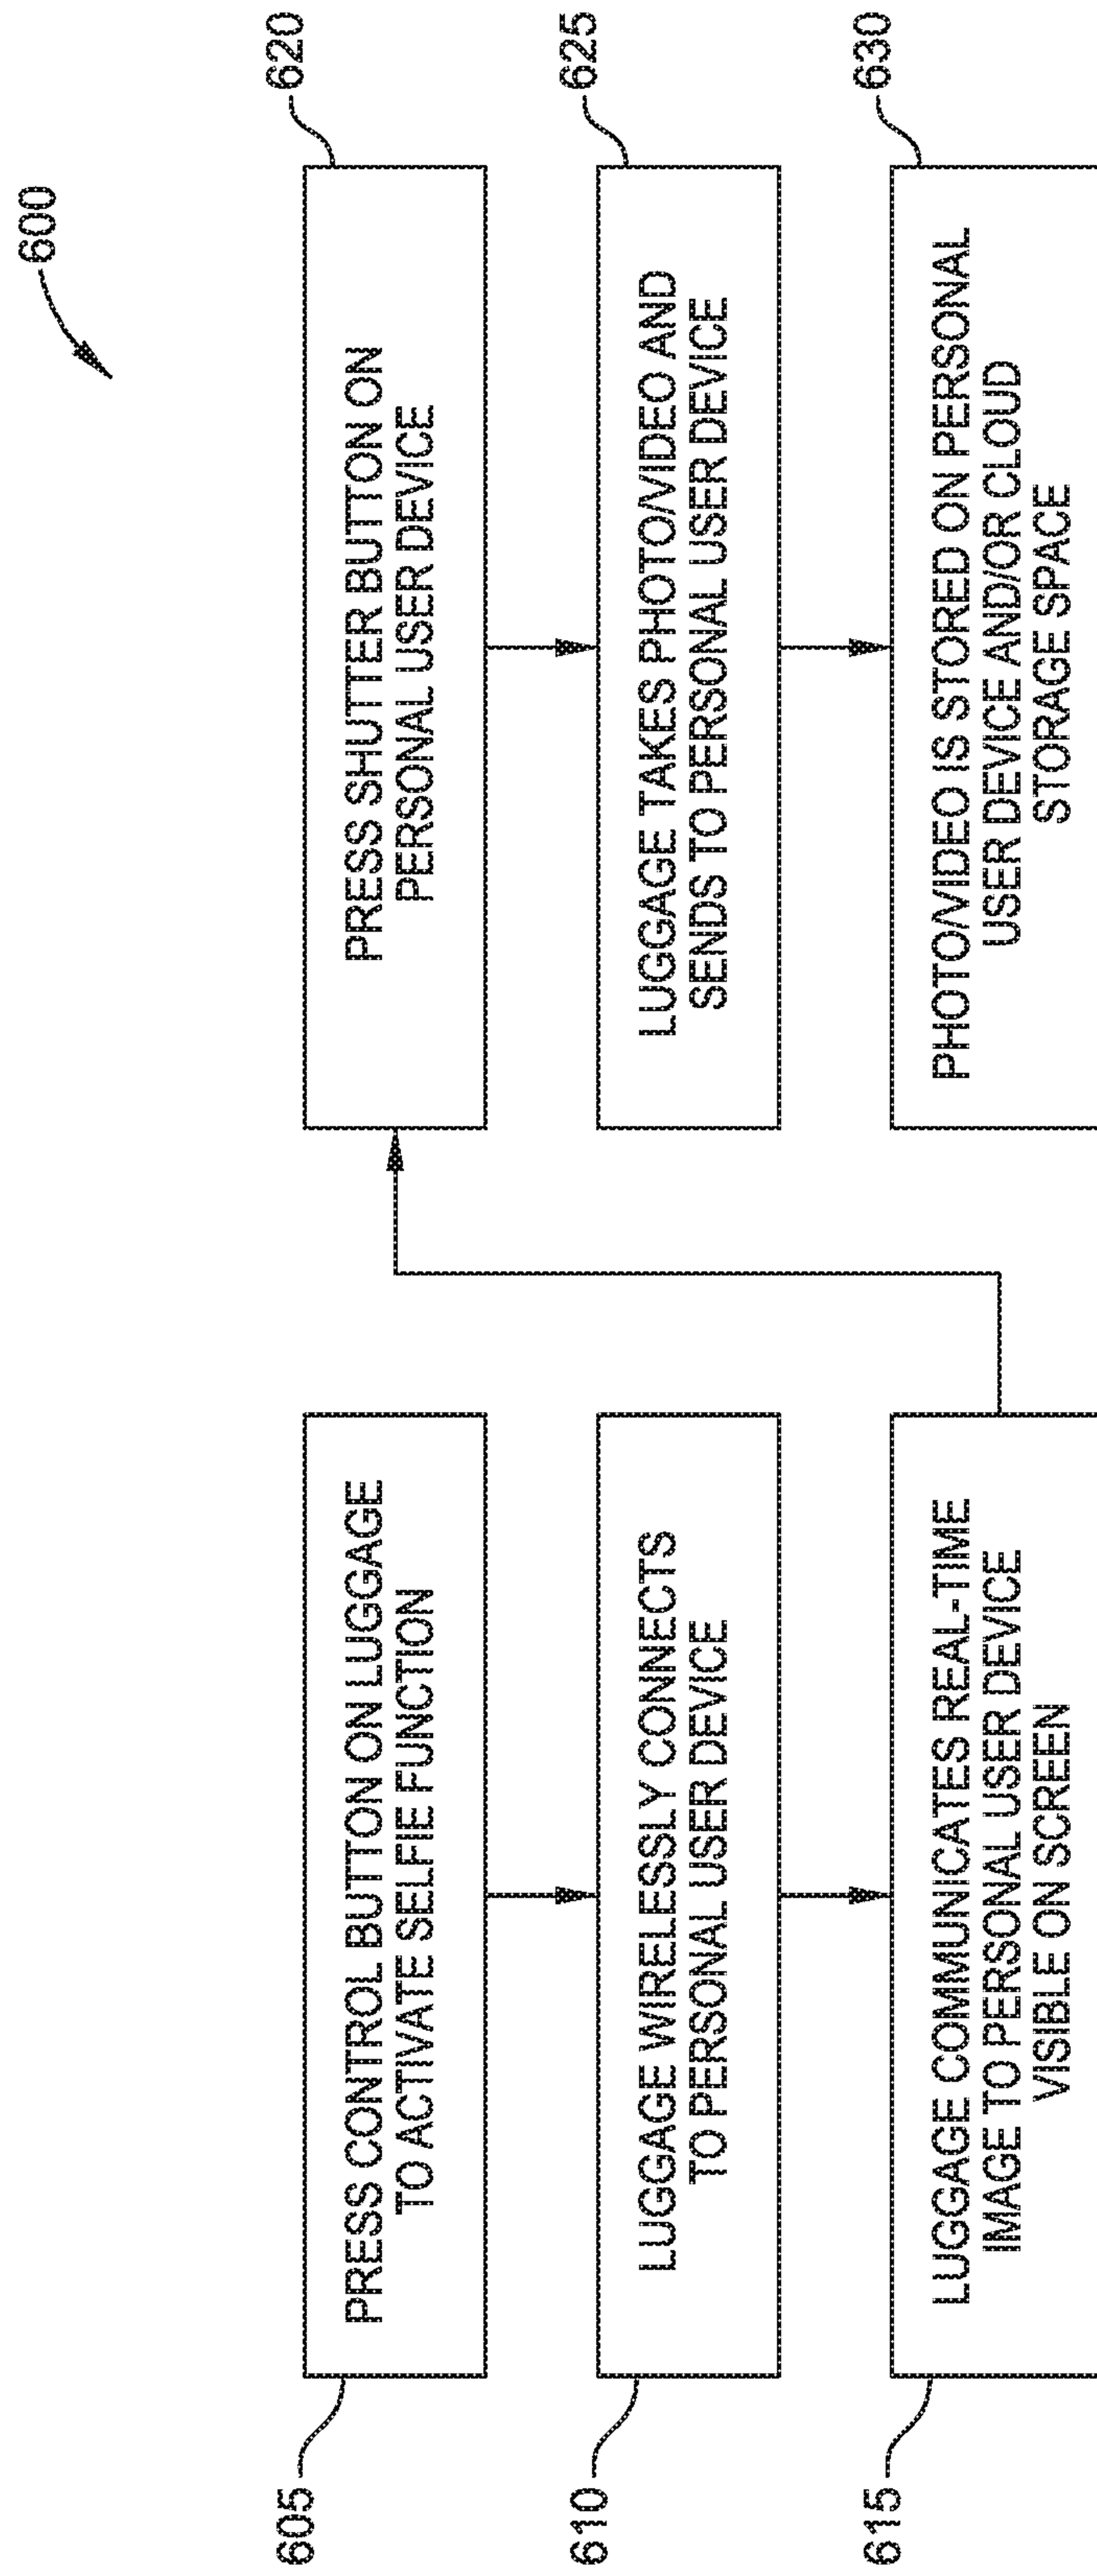 600
605
PRESS CONTROL BUTTON ON LUGGAGE
TO ACTIVATE SELFIE FUNCTION
610
LUGGAGE WIRELESSLY CONNECTS
TO PERSONAL USER DEVICE
615
LUGGAGE COMMUNICATES REAL-TIME
IMAGE TO PERSONAL USER DEVICE
VISIBLE ON SCREEN
620
PRESS SHUTTER BUTTON ON
PERSONAL USER DEVICE
625
LUGGAGE TAKES PHOTO/VIDEO AND
SENDS TO PERSONAL USER DEVICE
630
PHOTO/VIDEO IS STORED ON PERSONAL
USER DEVICE AND/OR CLOUD
STORAGE SPACE